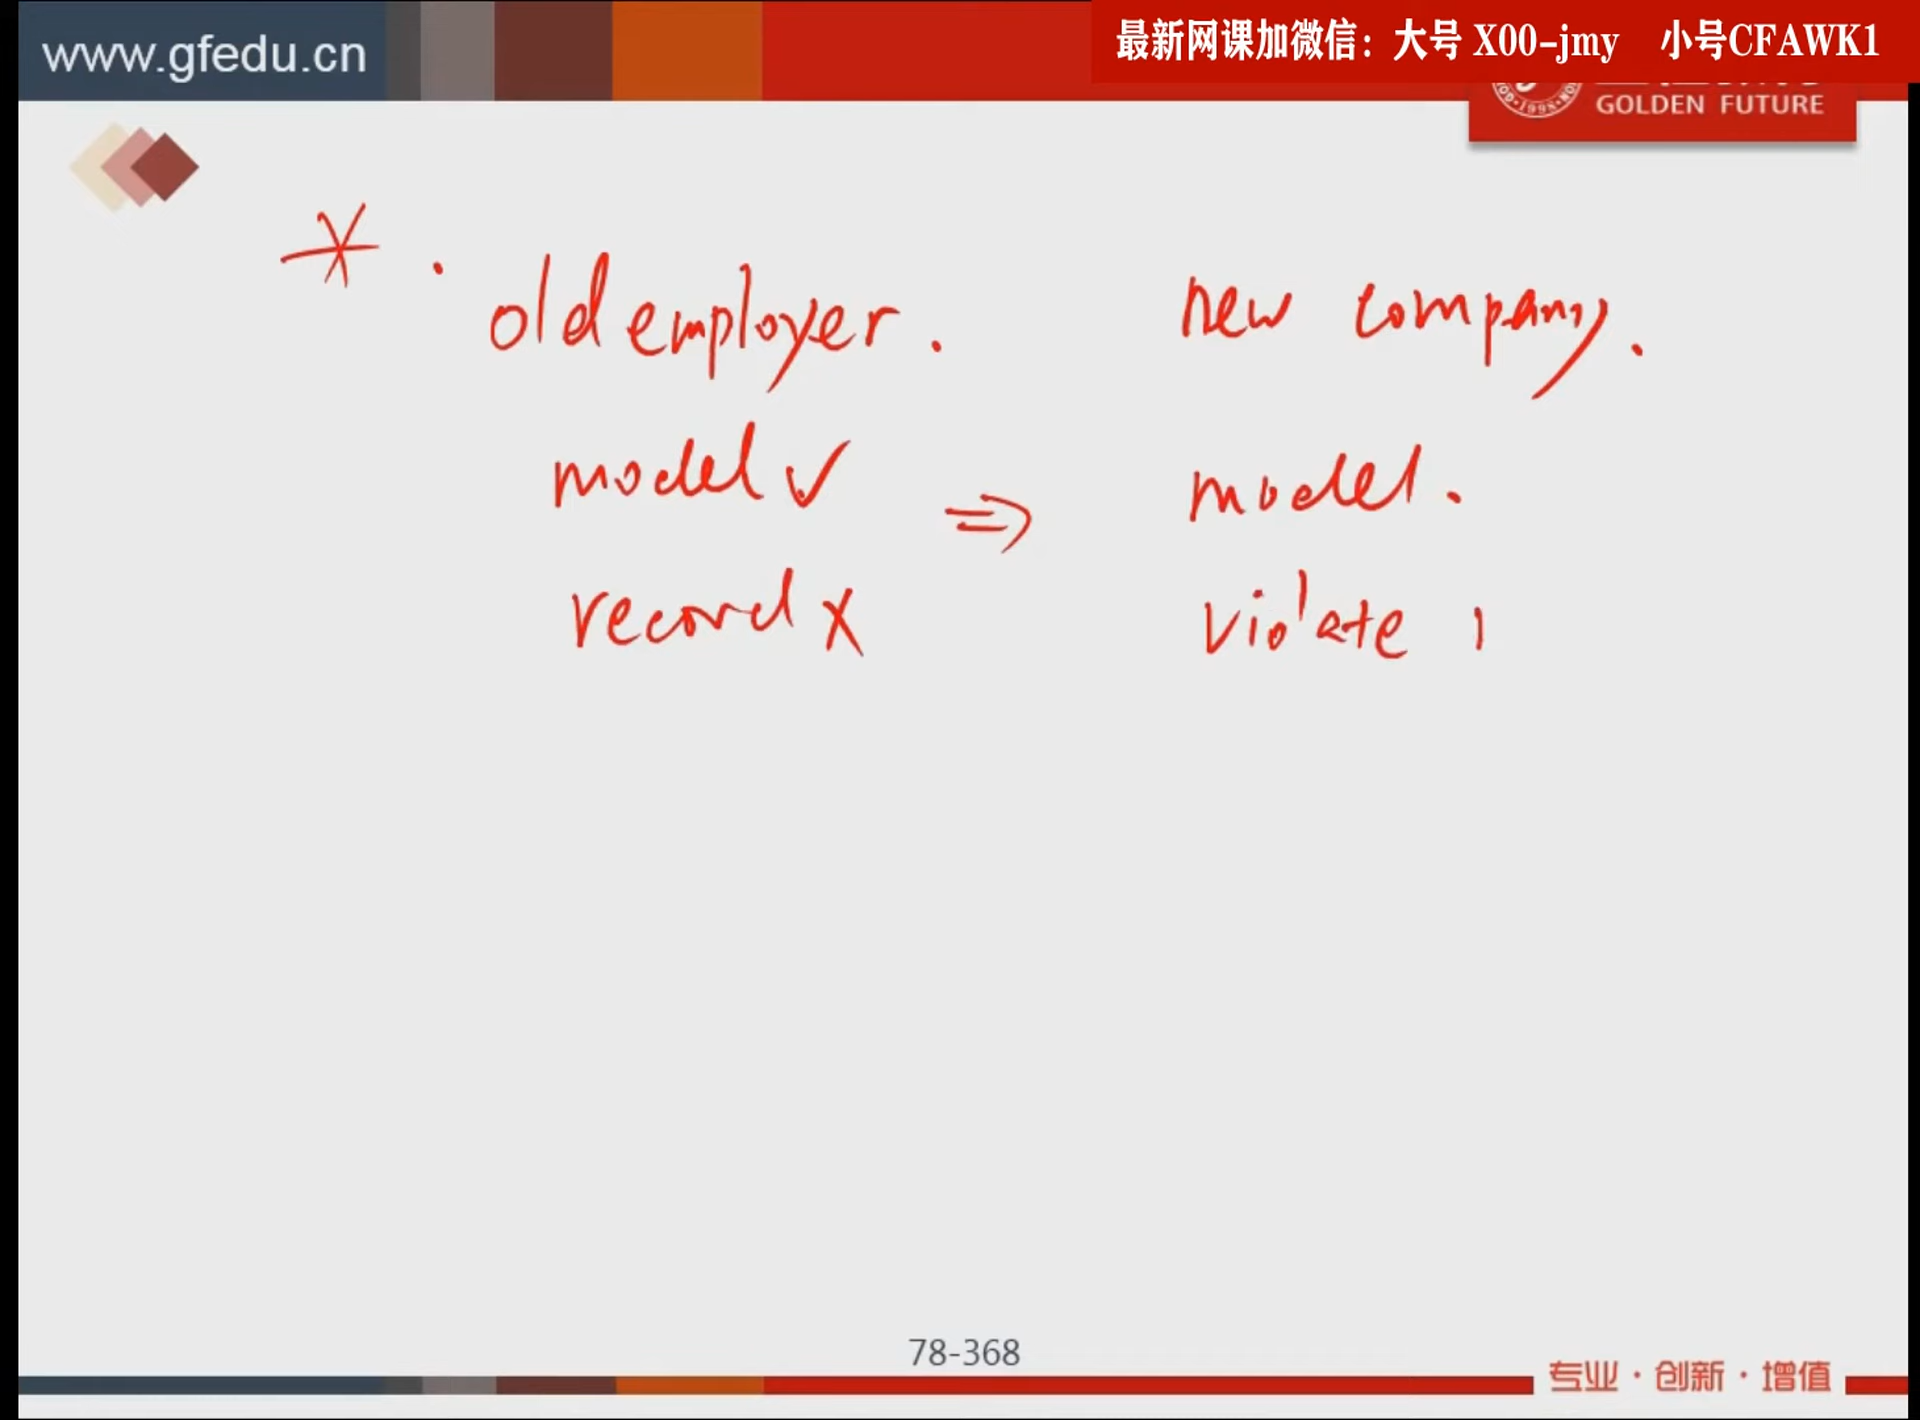 www.gfedu.cn
最新网课加微信：大号 X00-jmy 小号CFAWK1
GOLDEN FUTURE
old employer. new company.
model ✓ ⇒ model.
record x violate
78-368
专业·创新·增值